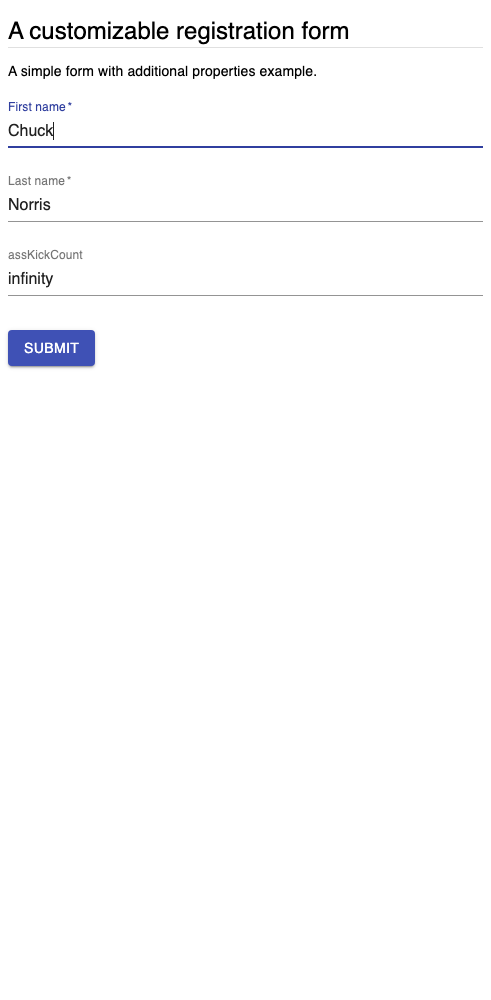 A customizable registration form
A simple form with additional properties example.
First name *
Chuck
Last name *
Norris
assKickCount
infinity
SUBMIT